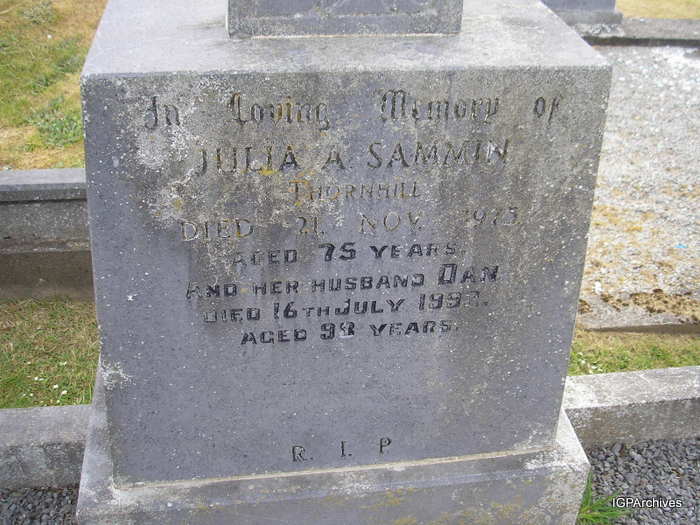 In Loving Memory of
JULIA A. SAMMIN
THORNHILL
DIED 21. NOV. 1975.
AGED 75 YEARS.
AND HER HUSBAND DAN
DIED 16TH JULY
AGED YEARS.
R. I. P
IGPArchives